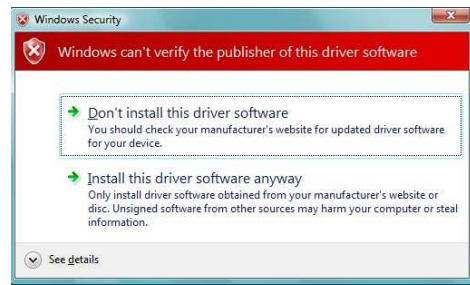 Windows Security
Windows can't verify the publisher of this driver software
Don't install this driver software
You should check your manufacturer's website for updated driver software
for your device.
Install this driver software anyway
Only install driver software obtained from your manufacturer's website or
disc. Unsigned software from other sources may harm your computer or steal
information.
See details